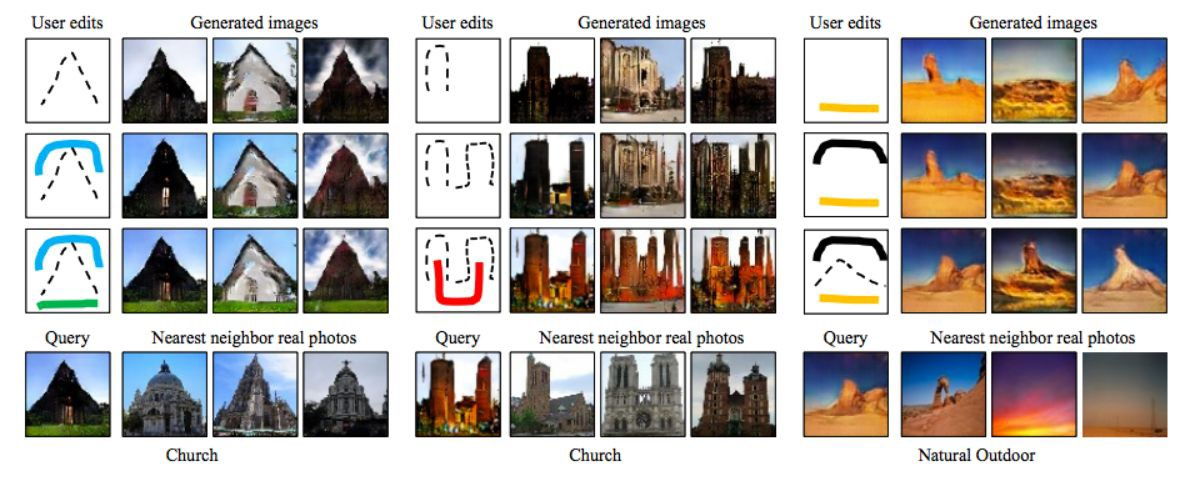 User edits Generated images User edits Generated images User edits Generated images
Query Nearest neighbor real photos Query Nearest neighbor real photos Query Nearest neighbor real photos
Church Church Natural Outdoor